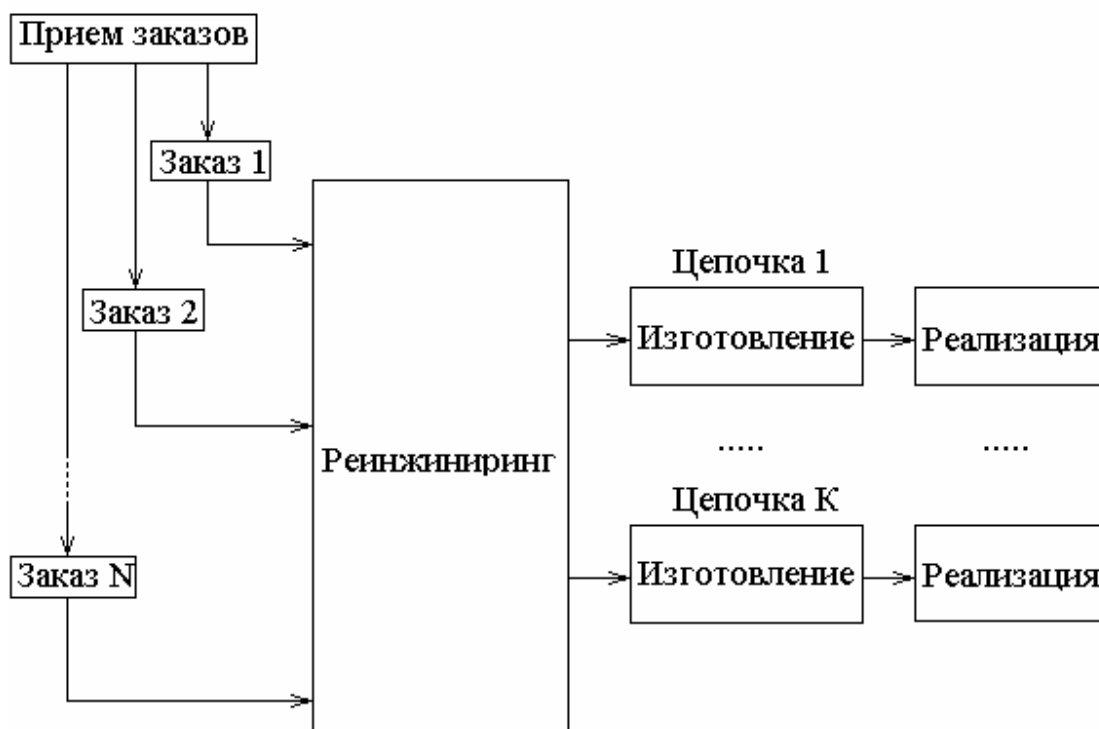 Прием заказов
Заказ 1
Заказ 2
Заказ N
Реинжиниринг
Цепочка 1
Изготовление
Реализация
.....
.....
Цепочка К
Изготовление
Реализация